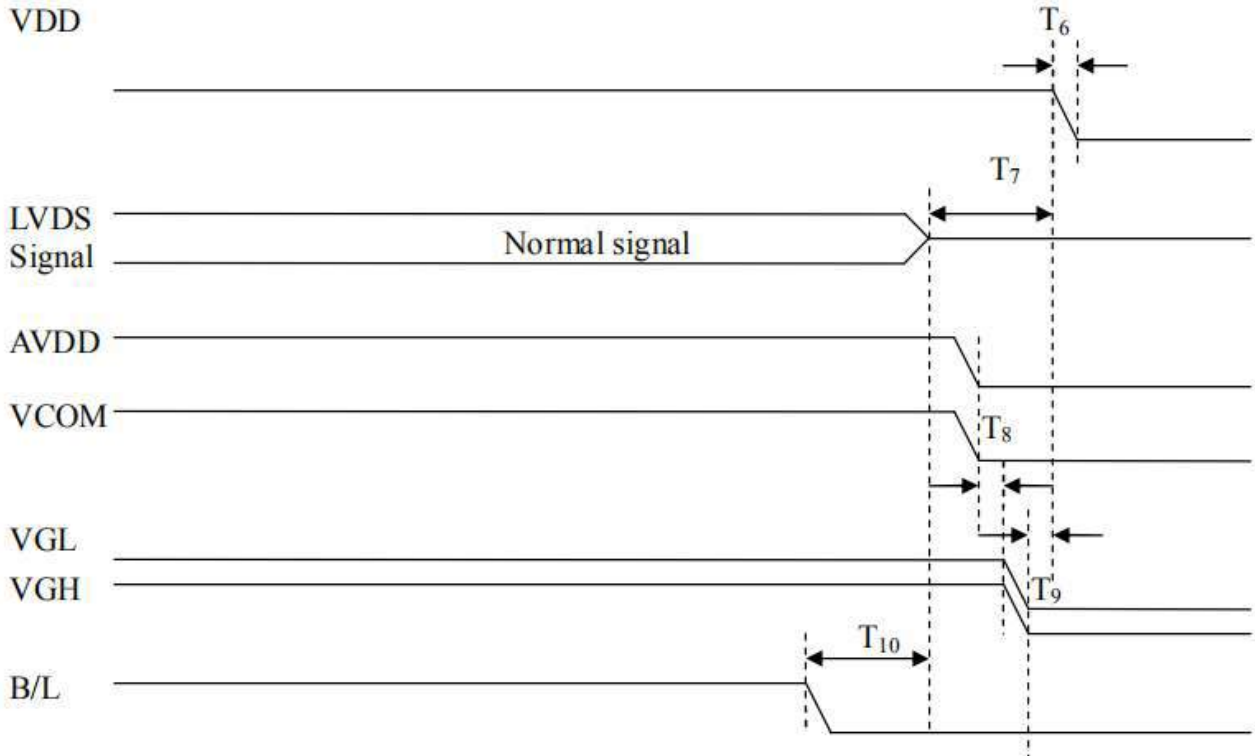 VDD
T₆
T₇
LVDS
Signal
Normal signal
AVDD
VCOM
T₈
VGL
VGH
T₉
T₁₀
B/L